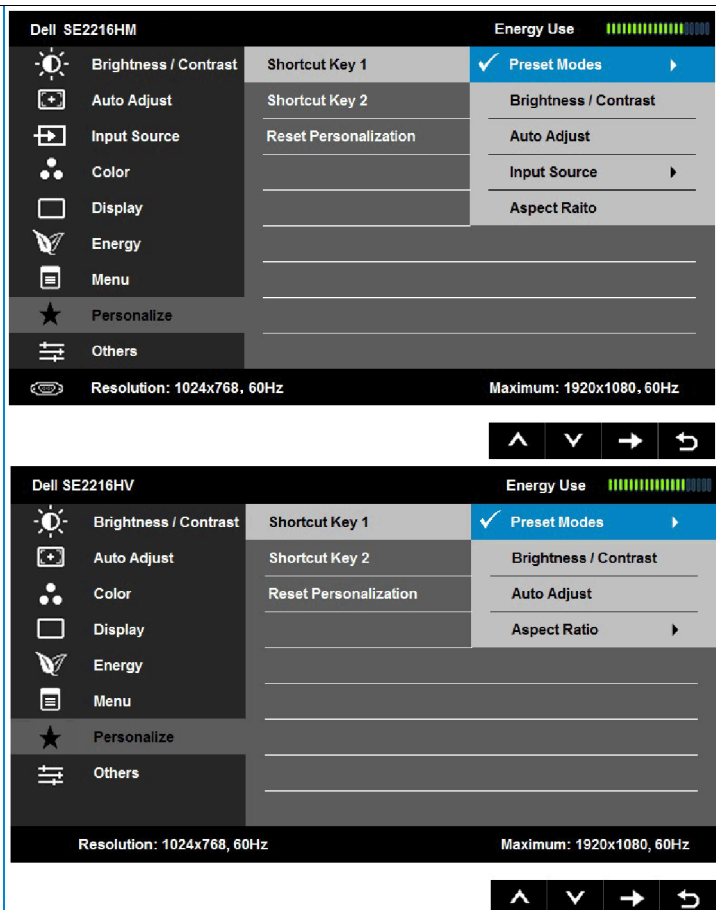 Dell SE2216HM Energy Use
Brightness / Contrast Shortcut Key 1 Preset Modes
Auto Adjust Shortcut Key 2 Brightness / Contrast
Input Source Reset Personalization Auto Adjust
Color Input Source
Display Aspect Raito
Energy
Menu
Personalize
Others
Resolution: 1024x768, 60Hz Maximum: 1920x1080, 60Hz
Dell SE2216HV Energy Use
Brightness / Contrast Shortcut Key 1 Preset Modes
Auto Adjust Shortcut Key 2 Brightness / Contrast
Color Reset Personalization Auto Adjust
Display Aspect Ratio
Energy
Menu
Personalize
Others
Resolution: 1024x768, 60Hz Maximum: 1920x1080, 60Hz